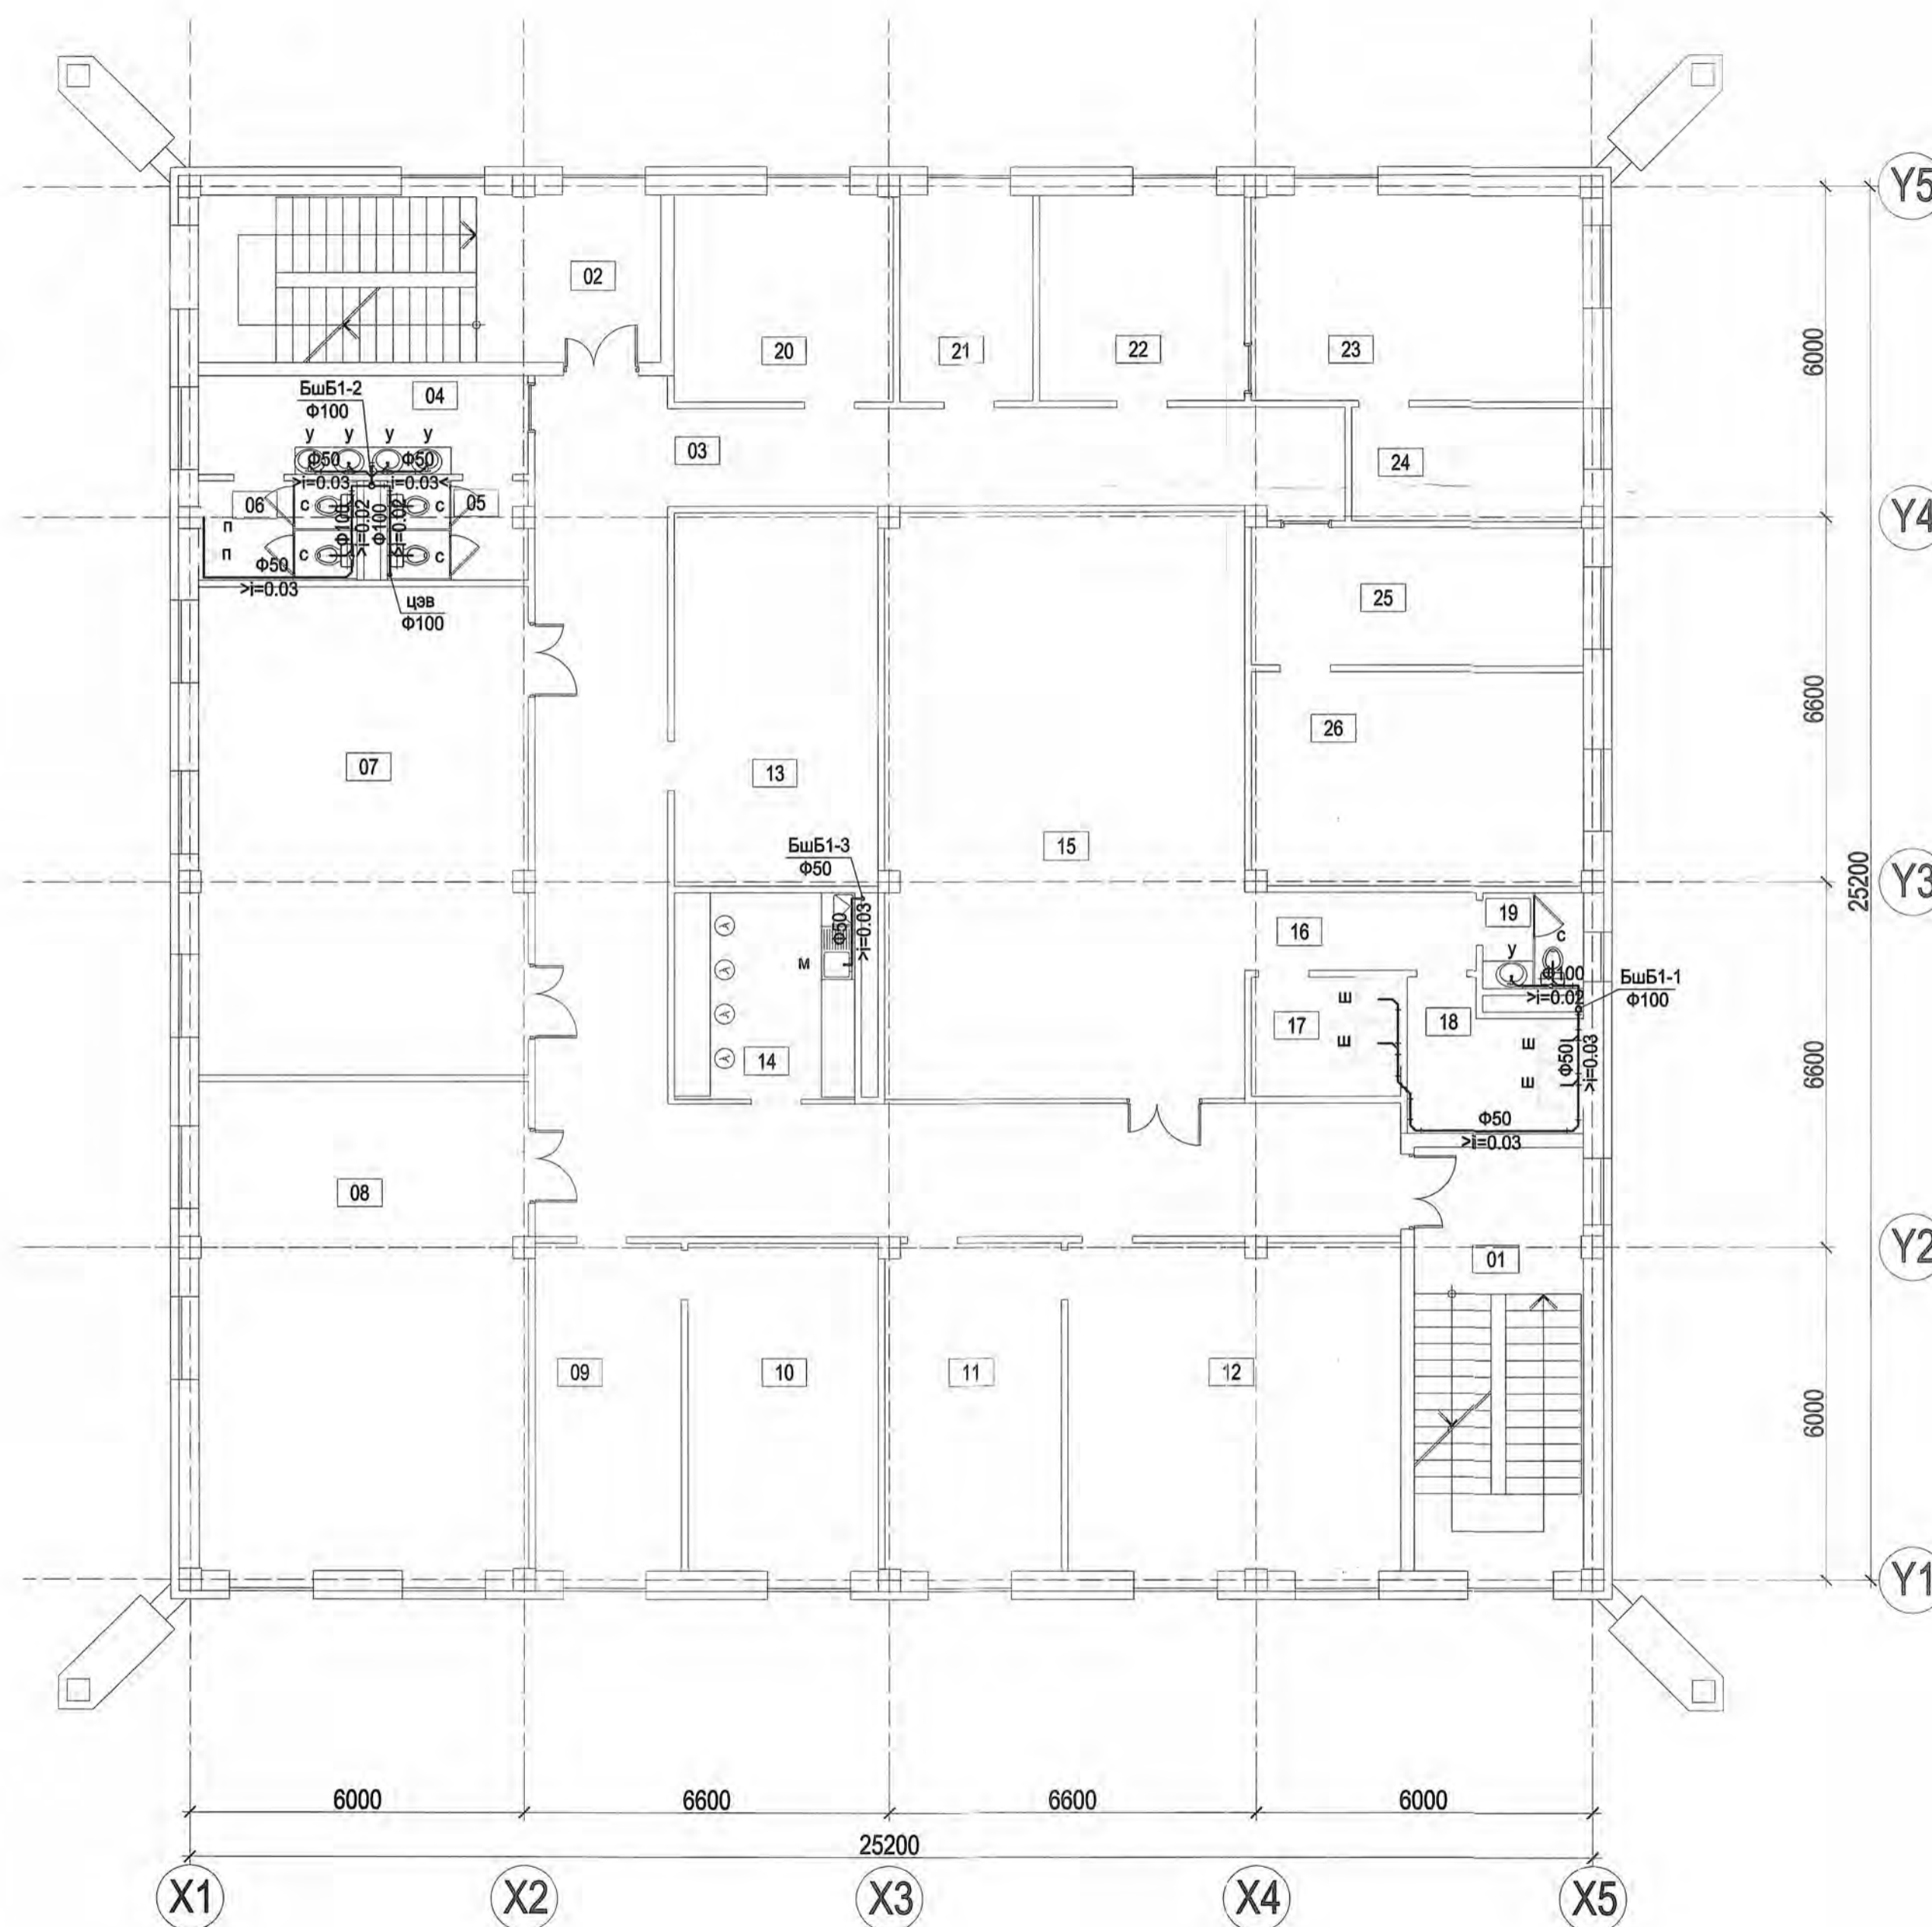 Y5
02
6000
20
21
22
23
БшБ1-2
Ф100
04
У У У У
Ф50 Ф50
>i=0.03 i=0.03<
03
24
06
С
С
05
Ф100
>i=0.02
Ф100
>i=0.02
Y4
П
П
С
С
Ф50
>i=0.03
цэв
Ф100
25
6600
26
07
13
БшБ1-3
Ф50
15
25200
Y3
Ф50
>i=0.03
М
16
19
С
У
Ф100
>i=0.02
БшБ1-1
Ф100
14
17
Ш
Ш
18
Ш
Ш
Ф50
>i=0.03
6600
Ф50
>i=0.03
08
01
Y2
09
10
11
12
6000
Y1
6000
6600
6600
6000
25200
X1
X2
X3
X4
X5